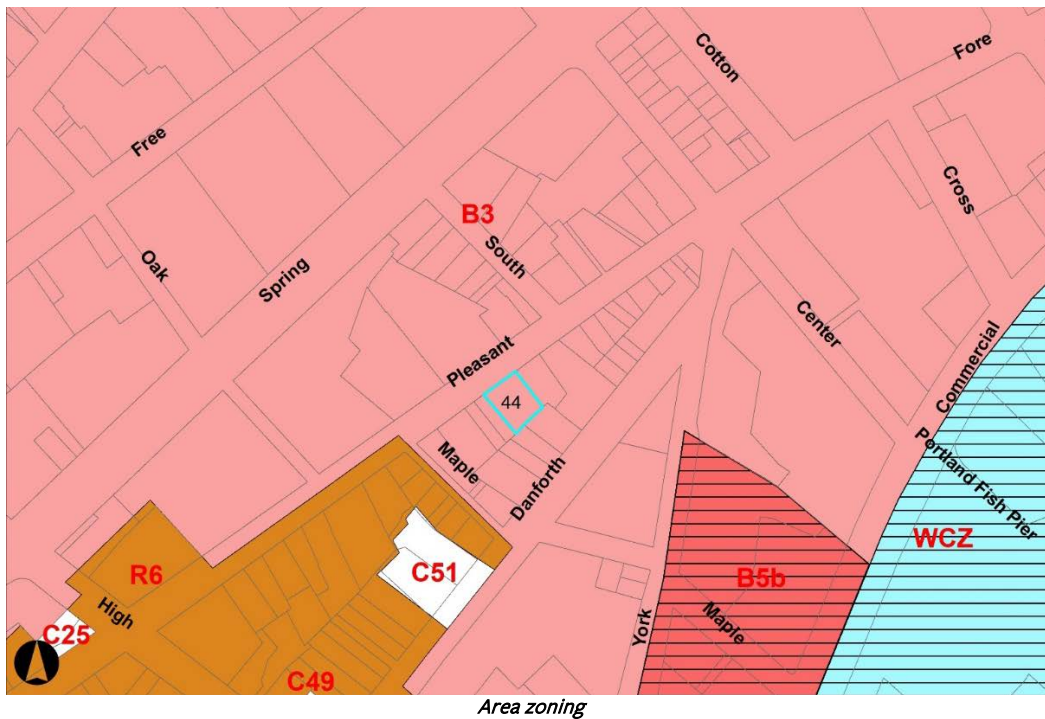 Cotton
Fore
Free
Cross
B3
South
Oak
Spring
Center
Pleasant
Commercial
44
Maple
Danforth
Portland Fish Pier
WCZ
C51
R6
B5b
High
Maple
York
C25
C49
Area zoning